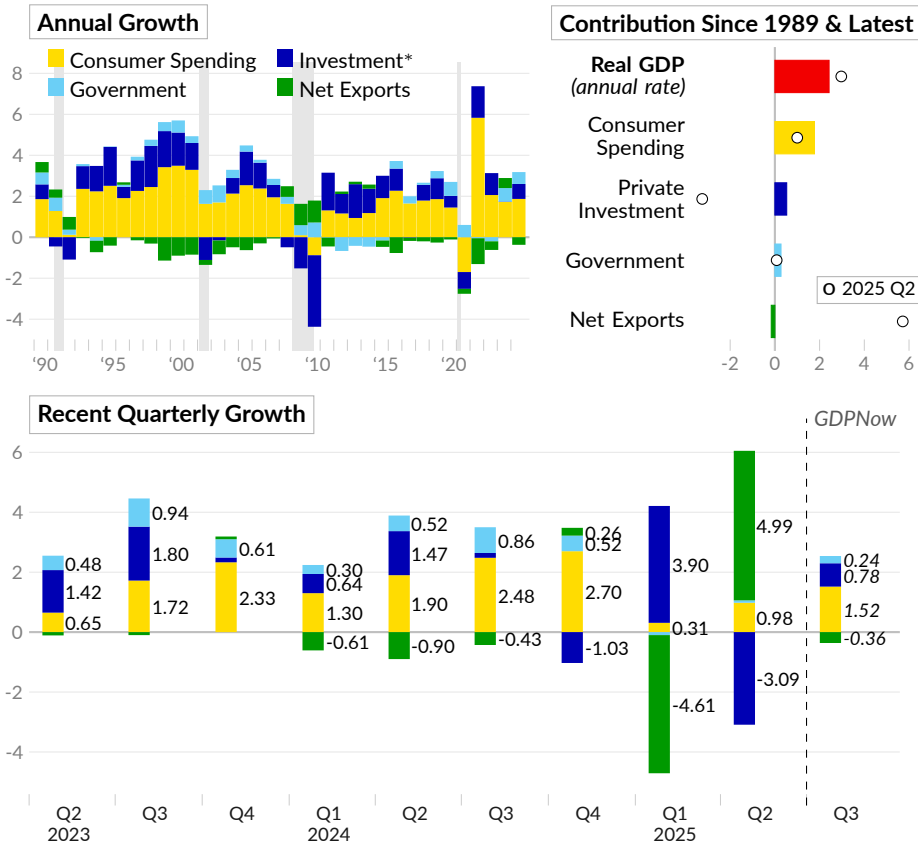 Annual Growth
Consumer Spending
Investment*
Government
Net Exports
8
6
4
2
0
-2
-4
‘90
‘95
‘00
‘05
‘10
‘15
‘20
Contribution Since 1989 & Latest
Real GDP
(annual rate)
Consumer
Spending
Private
Investment
Government
Net Exports
2025 Q2
-2
0
2
4
6
Recent Quarterly Growth
GDPNow
6
4
2
0
-2
-4
0.48
1.42
0.65
0.94
1.80
1.72
0.61
2.33
0.30
0.64
1.30
-0.61
0.52
1.47
1.90
-0.90
0.86
2.48
-0.43
0.26
0.52
2.70
-1.03
3.90
0.31
-4.61
4.99
0.98
-3.09
0.24
0.78
1.52
-0.36
Q2
2023
Q3
Q4
Q1
2024
Q2
Q3
Q4
Q1
2025
Q2
Q3